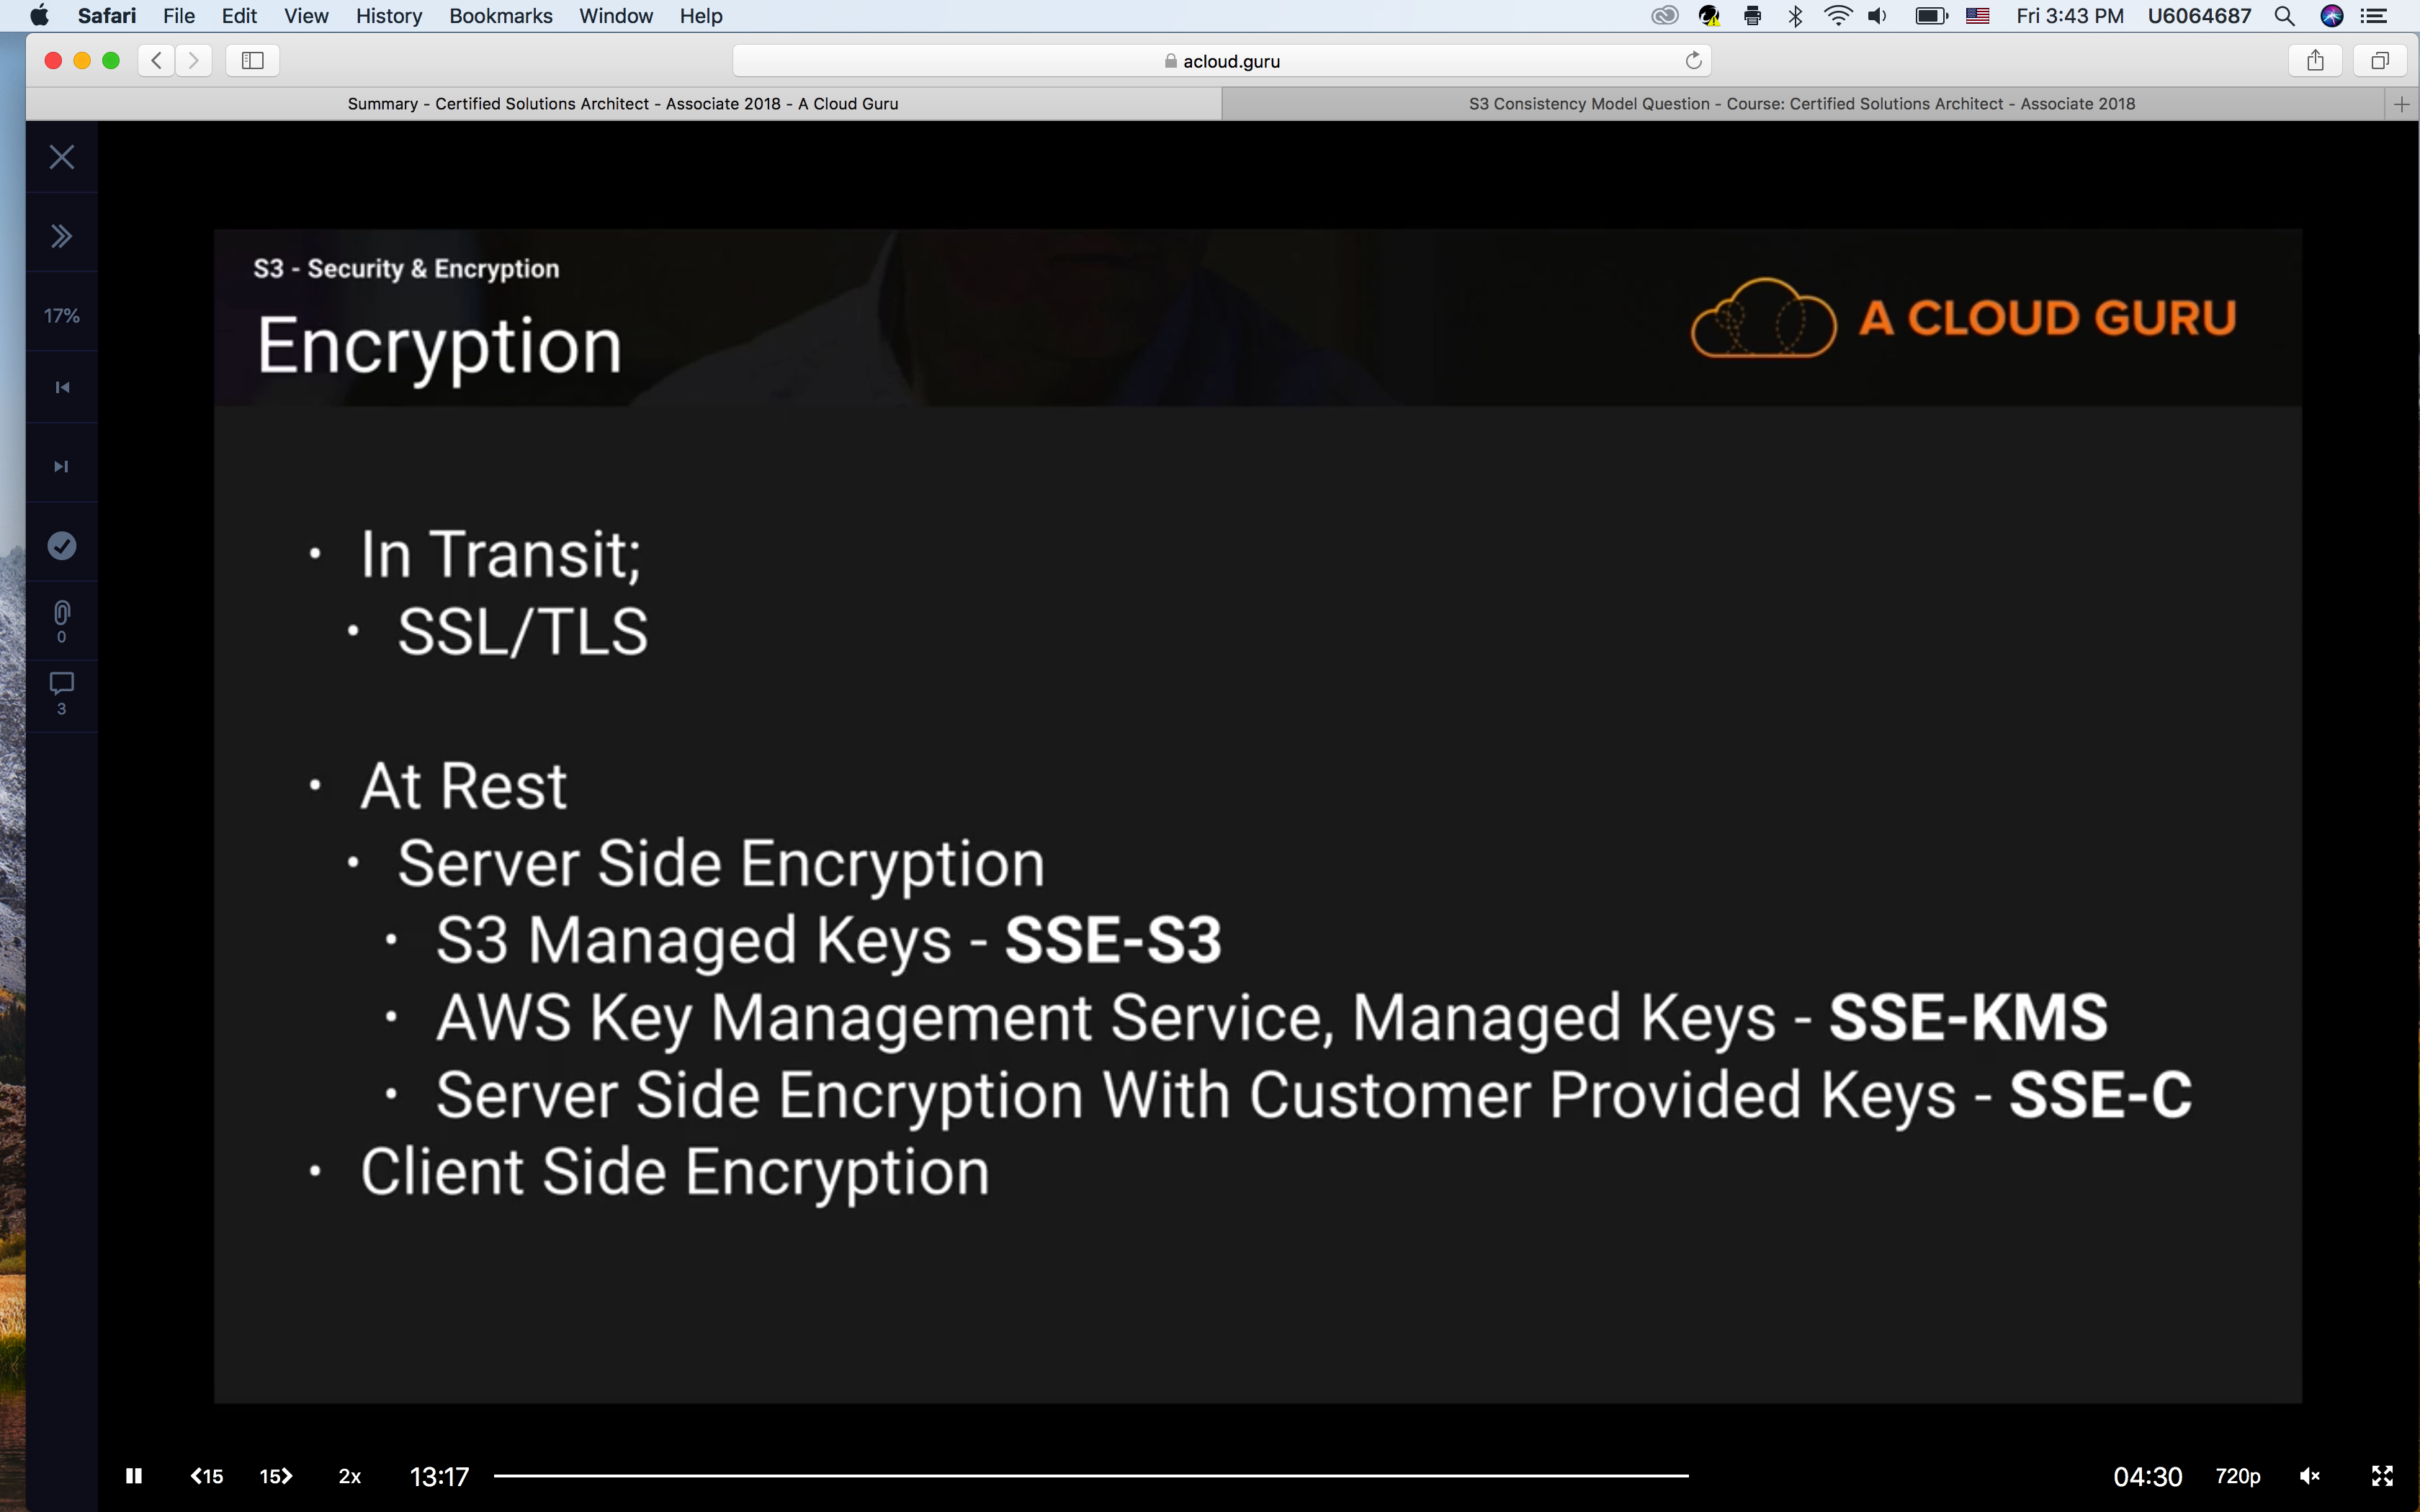 Safari File Edit View History Bookmarks Window Help Fri 3:43 PM U6064687
acloud.guru
Summary - Certified Solutions Architect - Associate 2018 - A Cloud Guru
S3 Consistency Model Question - Course: Certified Solutions Architect - Associate 2018
17%
0
3
S3 - Security & Encryption
Encryption
A CLOUD GURU
• In Transit;
• SSL/TLS
• At Rest
• Server Side Encryption
• S3 Managed Keys - SSE-S3
• AWS Key Management Service, Managed Keys - SSE-KMS
• Server Side Encryption With Customer Provided Keys - SSE-C
• Client Side Encryption
15 15 2x 13:17 04:30 720p